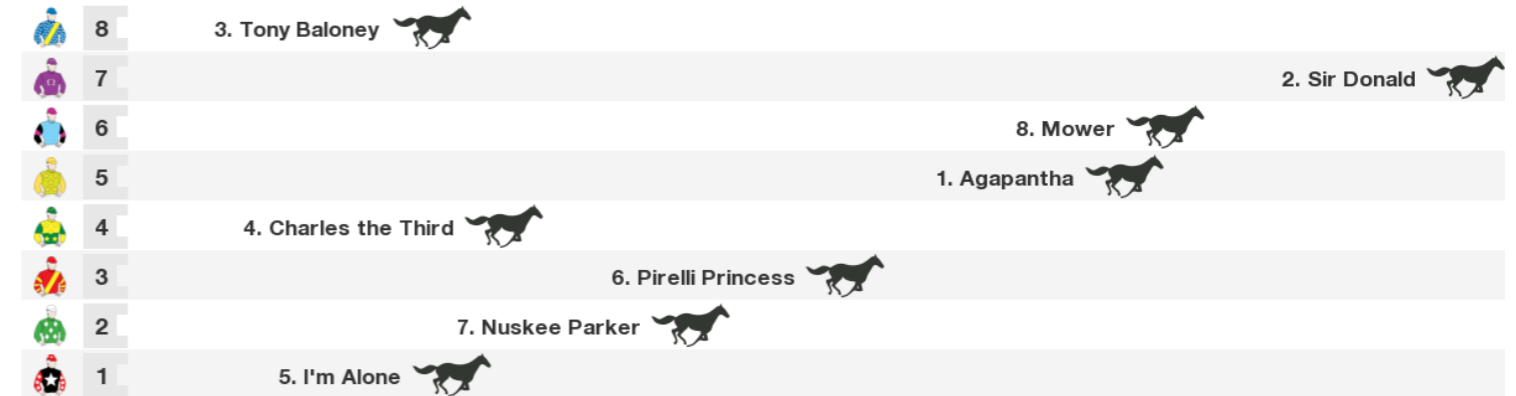 8 3. Tony Baloney
7 2. Sir Donald
6 8. Mower
5 1. Agapantha
4 4. Charles the Third
3 6. Pirelli Princess
2 7. Nuskee Parker
1 5. I'm Alone